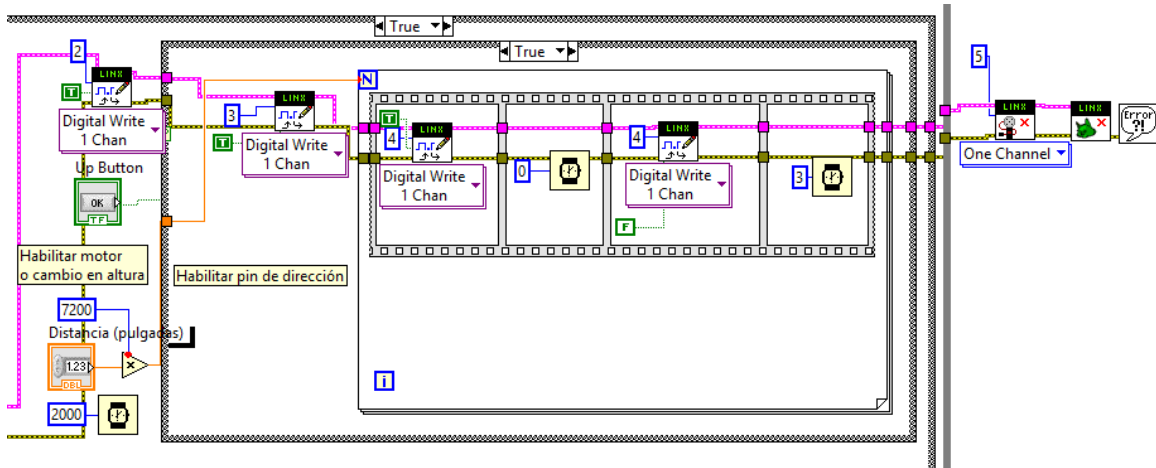 True
True
2
LINX
T
Digital Write
1 Chan
Up Button
OK
TF
Habilitar motor
o cambio en altura
7200
Distancia (pulgadas)
1.23
DBL
×
2000
3
LINX
T
Digital Write
1 Chan
Habilitar pin de dirección
N
T
4
LINX
Digital Write
1 Chan
0
4
LINX
Digital Write
1 Chan
F
3
i
5
LINX
One Channel
Error
?!